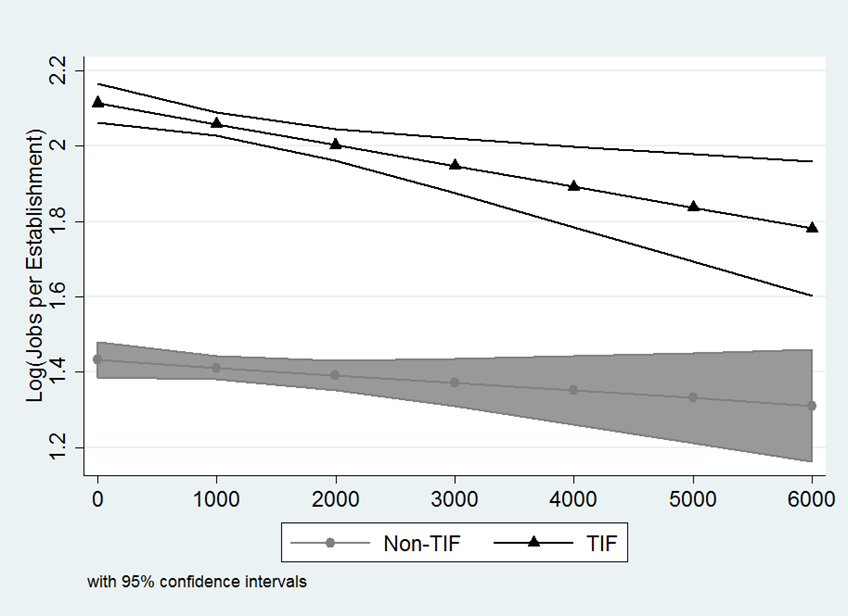 Log(Jobs per Establishment)
2.2
2
1.8
1.6
1.4
1.2
0 1000 2000 3000 4000 5000 6000
Non-TIF TIF
with 95% confidence intervals